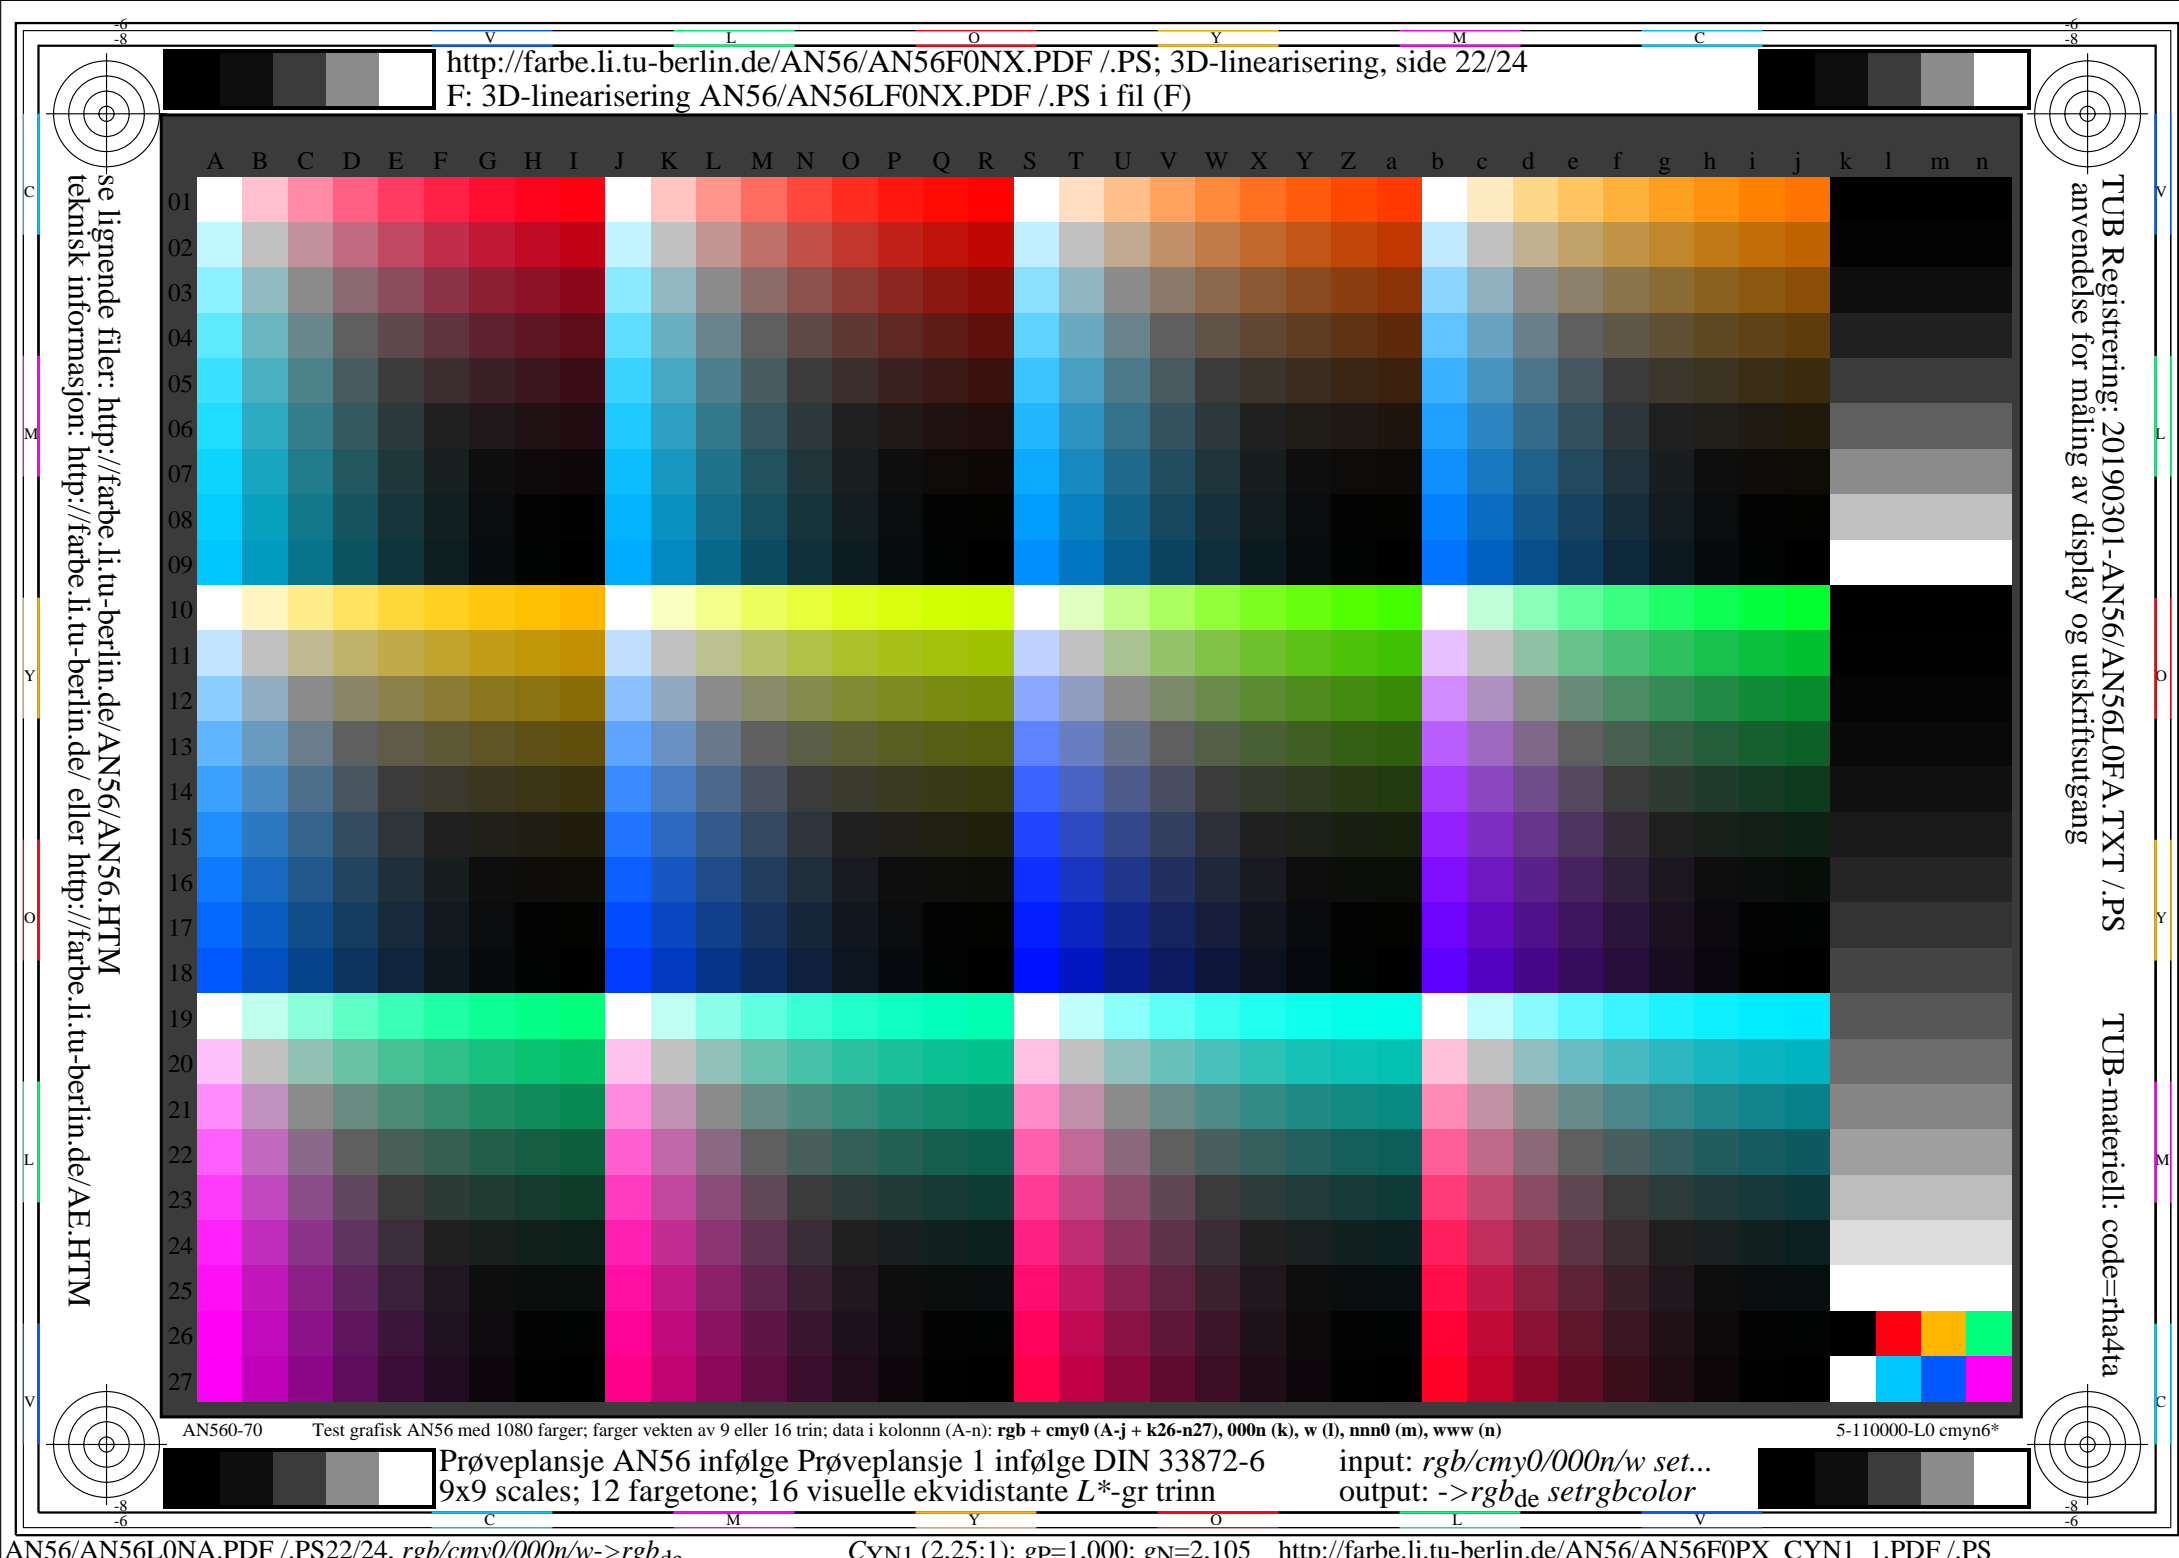 -6
-8
V L O Y M C
-6
-8
http://farbe.li.tu-berlin.de/AN56/AN56F0NX.PDF /.PS; 3D-linearisering, side 22/24
F: 3D-linearisering AN56/AN56LF0NX.PDF /.PS i fil (F)
se lignende filer: http://farbe.li.tu-berlin.de/AN56/AN56.HTM
teknisk informasjon: http://farbe.li.tu-berlin.de/ eller http://farbe.li.tu-berlin.de/AE.HTM
C
M
Y
O
L
V
A B C D E F G H I J K L M N O P Q R S T U V W X Y Z a b c d e f g h i j k l m n
01
02
03
04
05
06
07
08
09
10
11
12
13
14
15
16
17
18
19
20
21
22
23
24
25
26
27
TUB Registrering: 20190301-AN56/AN56L0FA.TXT /.PS
anvendelse for måling av display og utskriftsutgang
TUB-materiell: code=rha4ta
V
L
O
Y
M
C
AN560-70 Test grafisk AN56 med 1080 farger; farger vekten av 9 eller 16 trin; data i kolonnn (A-n): rgb + cmy0 (A-j + k26-n27), 000n (k), w (l), nnn0 (m), www (n) 5-110000-L0 cmyn6*
Prøveplansje AN56 infølge Prøveplansje 1 infølge DIN 33872-6
9x9 scales; 12 fargetone; 16 visuelle ekvidistante L*-gr trinn
input: rgb/cmy0/000n/w set...
output: ->rgbde setrgbcolor
-8
-6
C M Y O L V
-8
-6
AN56/AN56L0NA.PDF /.PS22/24, rgb/cmy0/000n/w->rgbde CYN1 (2,25:1); gP=1,000; gN=2,105 http://farbe.li.tu-berlin.de/AN56/AN56F0PX_CYN1_1.PDF /.PS